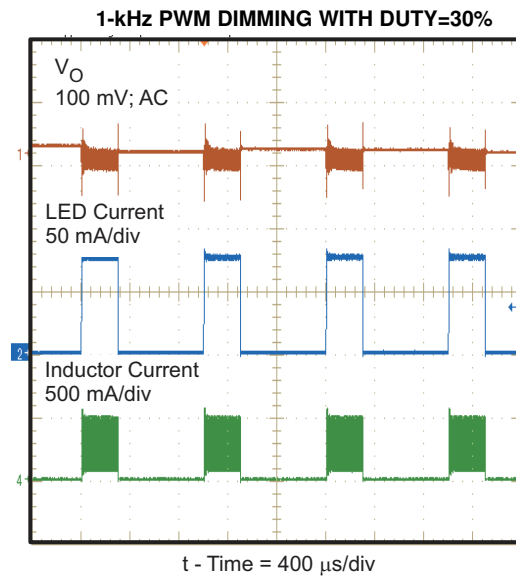 1-kHz PWM DIMMING WITH DUTY=30%
V_O
100 mV; AC
1
LED Current
50 mA/div
2
Inductor Current
500 mA/div
4
t - Time = 400 μs/div